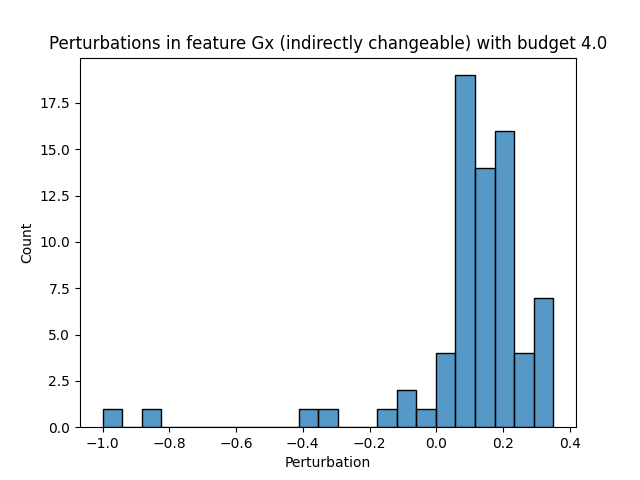 Perturbations in feature Gx (indirectly changeable) with budget 4.0
17.5
15.0
12.5
10.0
7.5
5.0
2.5
0.0
Count
−1.0 −0.8 −0.6 −0.4 −0.2 0.0 0.2 0.4
Perturbation